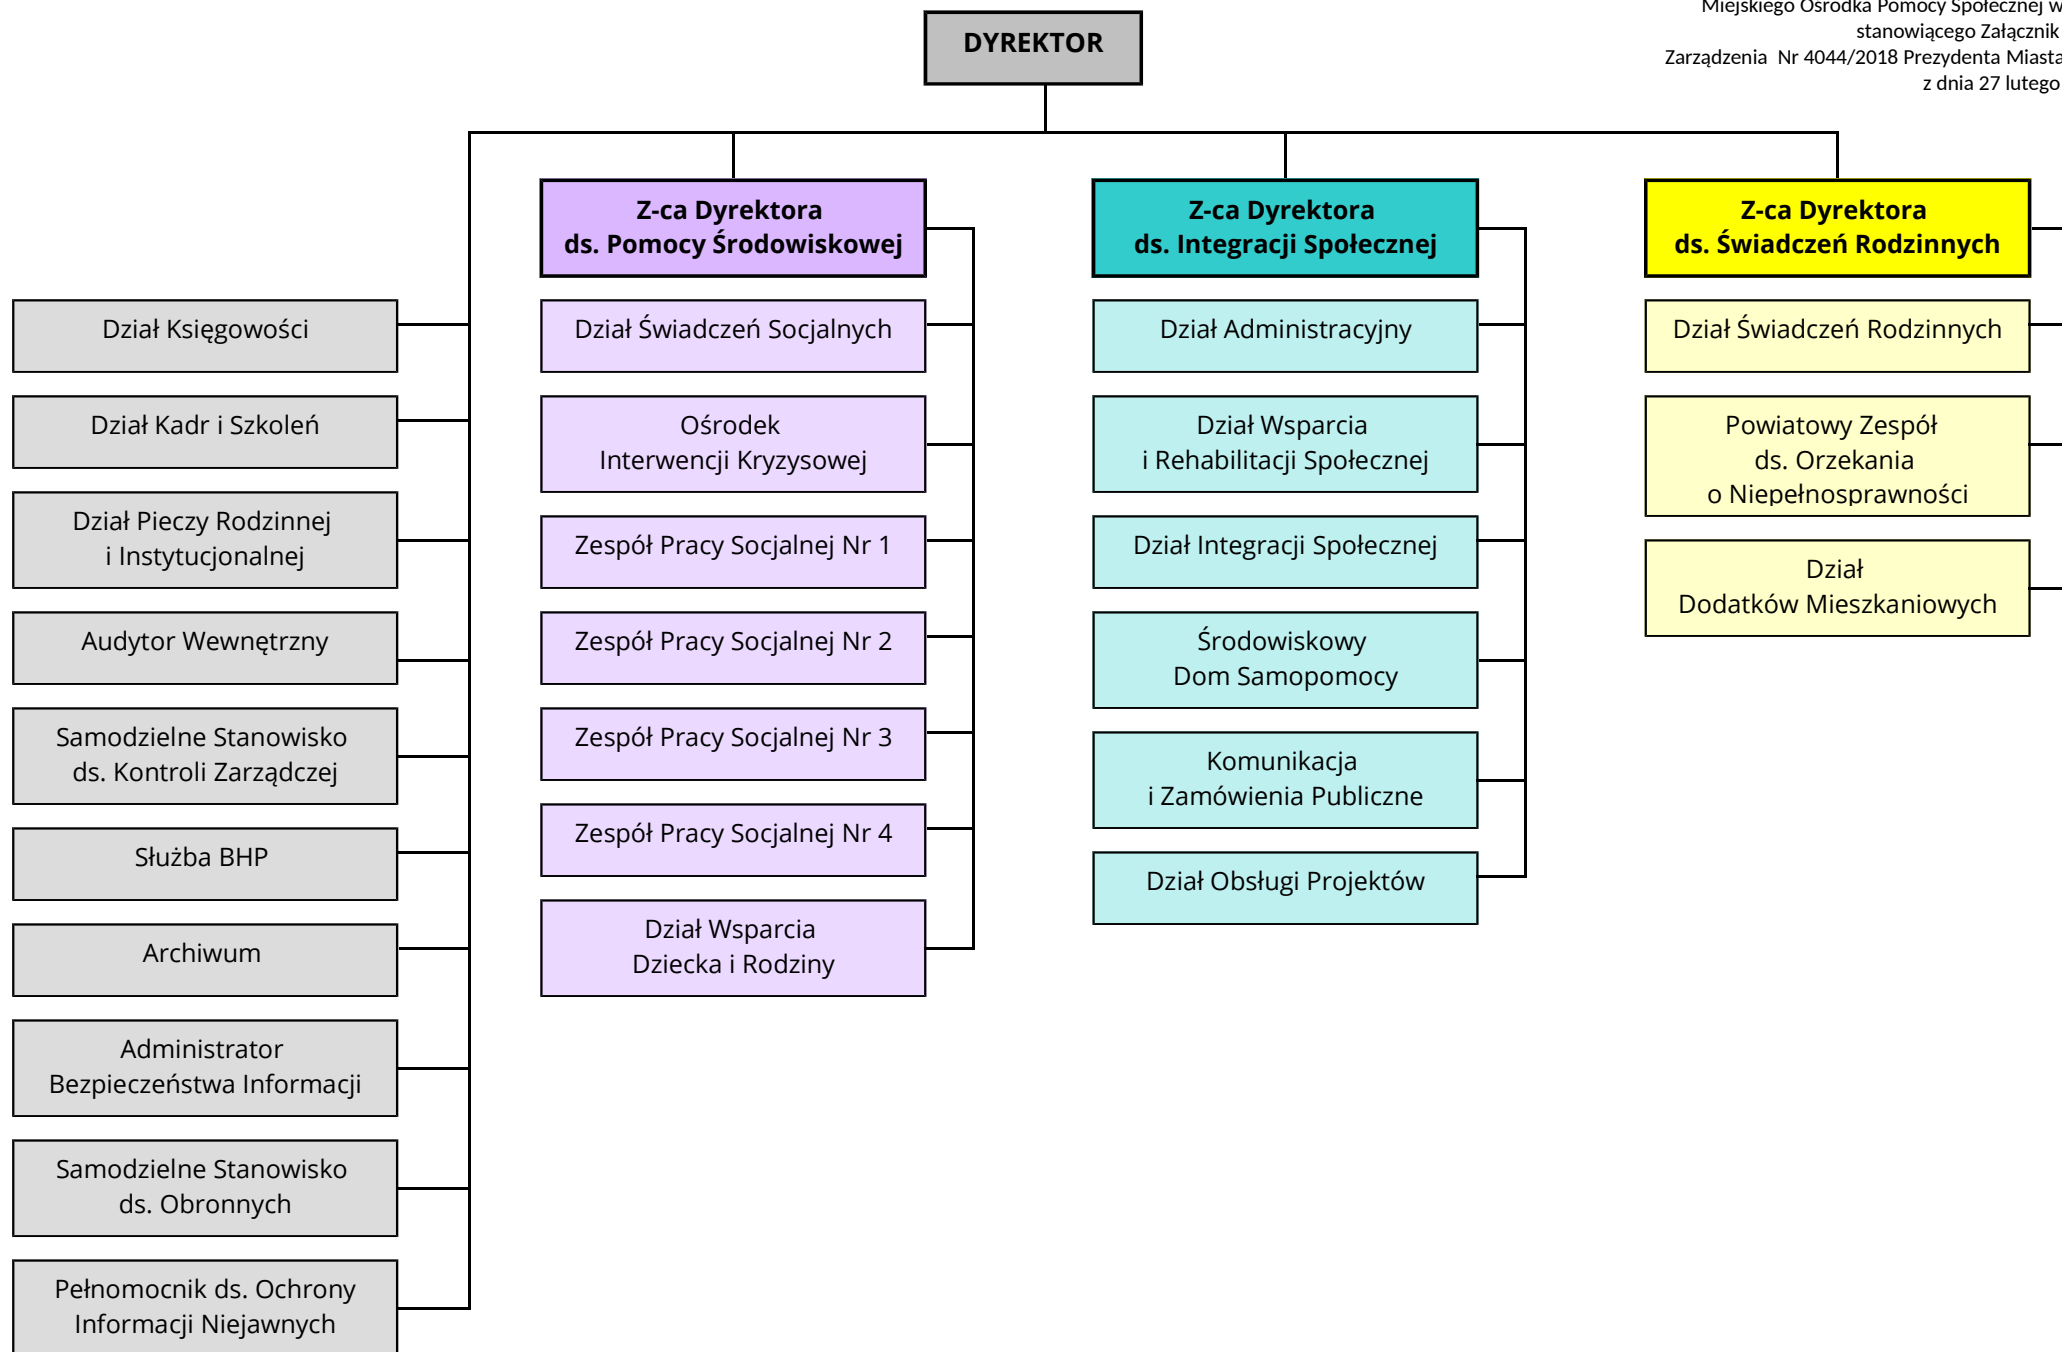 Miejskiego Ośrodka Pomocy Społecznej w
stanowiącego Załącznik
Zarządzenia Nr 4044/2018 Prezydenta Miasta
z dnia 27 lutego
DYREKTOR
Z-ca Dyrektora
ds. Pomocy Środowiskowej
Z-ca Dyrektora
ds. Integracji Społecznej
Z-ca Dyrektora
ds. Świadczeń Rodzinnych
Dział Księgowości
Dział Kadr i Szkoleń
Dział Pieczy Rodzinnej
i Instytucjonalnej
Audytor Wewnętrzny
Samodzielne Stanowisko
ds. Kontroli Zarządczej
Służba BHP
Archiwum
Administrator
Bezpieczeństwa Informacji
Samodzielne Stanowisko
ds. Obronnych
Pełnomocnik ds. Ochrony
Informacji Niejawnych
Dział Świadczeń Socjalnych
Ośrodek
Interwencji Kryzysowej
Zespół Pracy Socjalnej Nr 1
Zespół Pracy Socjalnej Nr 2
Zespół Pracy Socjalnej Nr 3
Zespół Pracy Socjalnej Nr 4
Dział Wsparcia
Dziecka i Rodziny
Dział Administracyjny
Dział Wsparcia
i Rehabilitacji Społecznej
Dział Integracji Społecznej
Środowiskowy
Dom Samopomocy
Komunikacja
i Zamówienia Publiczne
Dział Obsługi Projektów
Dział Świadczeń Rodzinnych
Powiatowy Zespół
ds. Orzekania
o Niepełnosprawności
Dział
Dodatków Mieszkaniowych